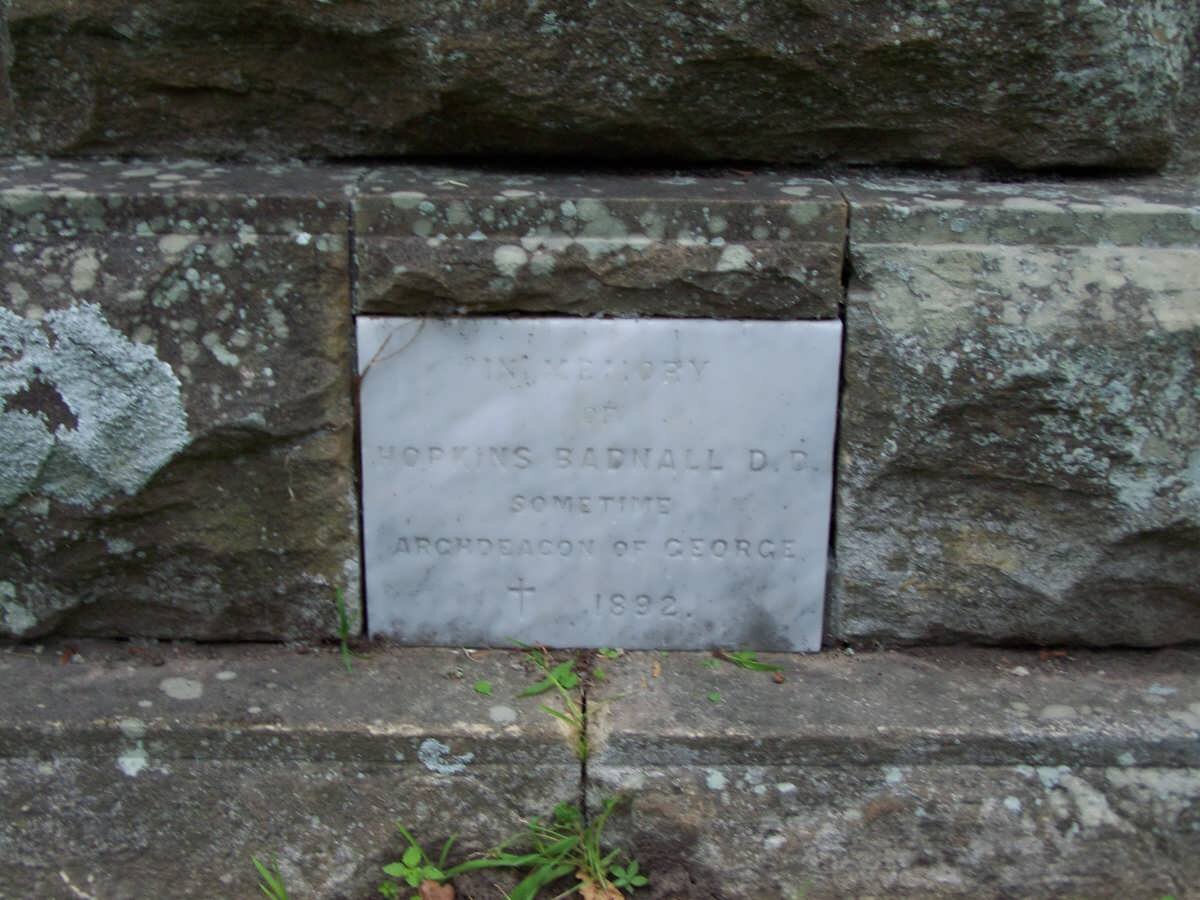 IN MEMORY
OF
HOPKINS BADNALL D.D.
SOMETIME
ARCHDEACON OF GEORGE
✝ 1892.